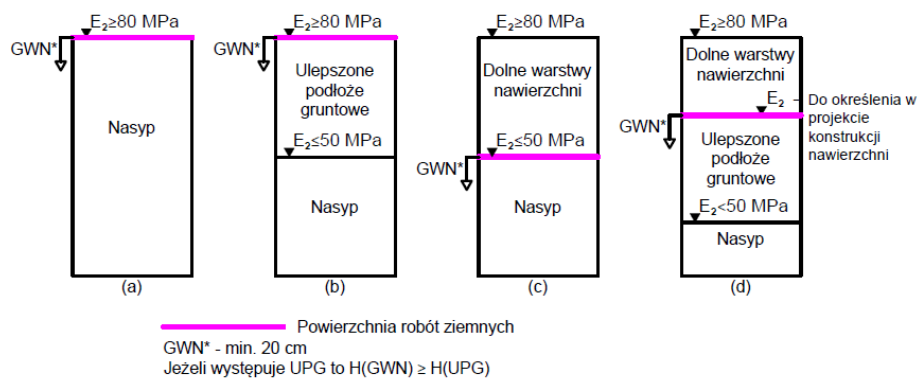 E₂≥80 MPa
GWN*
Nasyp
(a)
E₂≥80 MPa
GWN*
Ulepszone
podłoże
gruntowe
E₂≤50 MPa
Nasyp
(b)
E₂≥80 MPa
Dolne warstwy
nawierzchni
E₂≤50 MPa
GWN*
Nasyp
(c)
E₂≥80 MPa
Dolne warstwy
nawierzchni
E₂ – Do określenia w
projekcie
konstrukcji
nawierzchni
GWN*
Ulepszone
podłoże
gruntowe
E₂<50 MPa
Nasyp
(d)
Powierzchnia robót ziemnych
GWN* - min. 20 cm
Jeżeli występuje UPG to H(GWN) ≥ H(UPG)